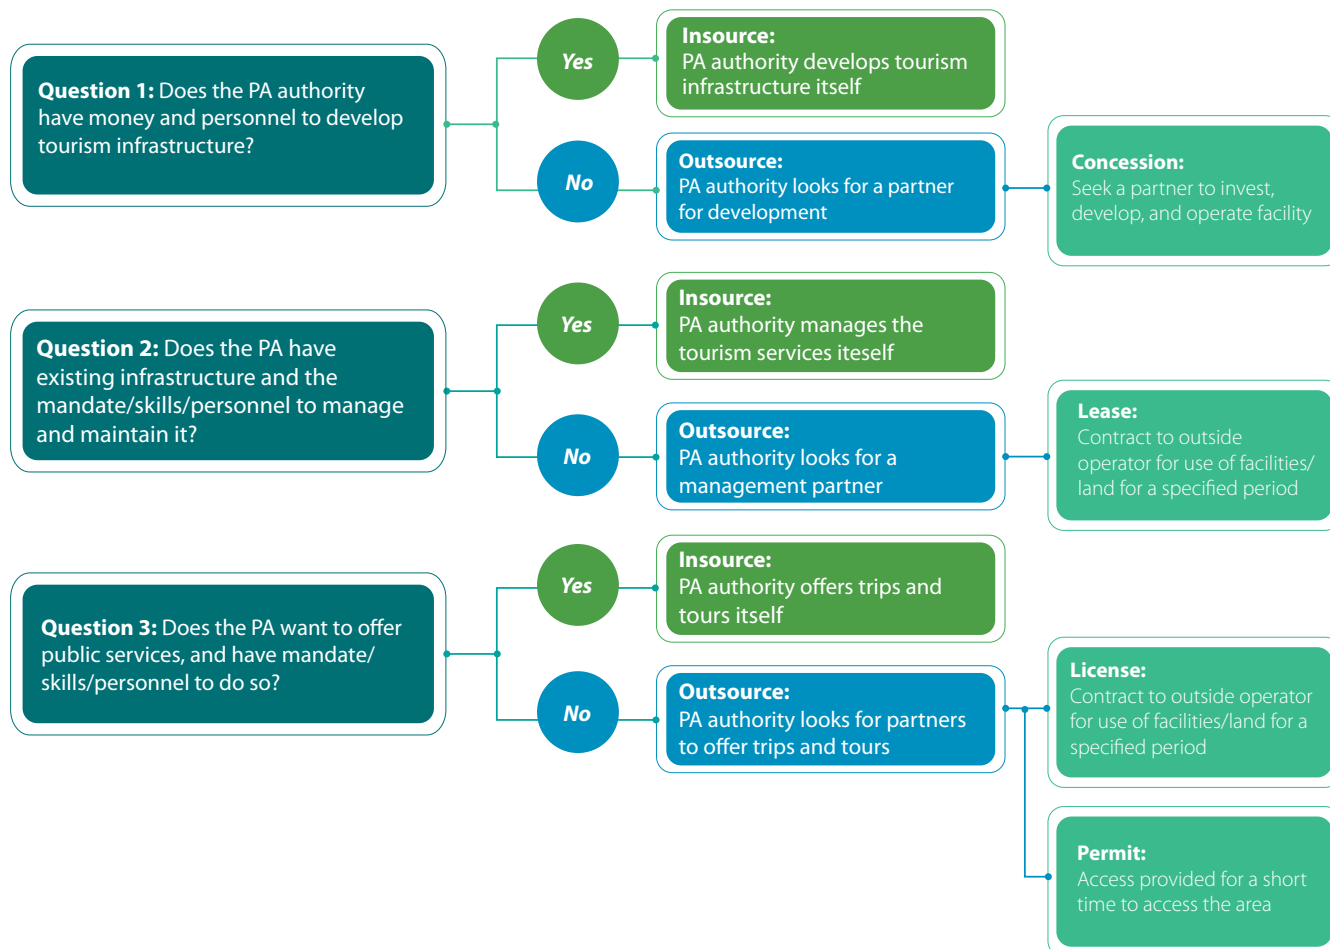 Question 1: Does the PA authority
have money and personnel to develop
tourism infrastructure?
Yes
Insource:
PA authority develops tourism
infrastructure itself
No
Outsource:
PA authority looks for a partner
for development
Concession:
Seek a partner to invest,
develop, and operate facility
Question 2: Does the PA have
existing infrastructure and the
mandate/skills/personnel to manage
and maintain it?
Yes
Insource:
PA authority manages the
tourism services iteself
No
Outsource:
PA authority looks for a
management partner
Lease:
Contract to outside
operator for use of facilities/
land for a specified period
Question 3: Does the PA want to offer
public services, and have mandate/
skills/personnel to do so?
Yes
Insource:
PA authority offers trips and
tours itself
No
Outsource:
PA authority looks for partners
to offer trips and tours
License:
Contract to outside operator
for use of facilities/land for a
specified period
Permit:
Access provided for a short
time to access the area